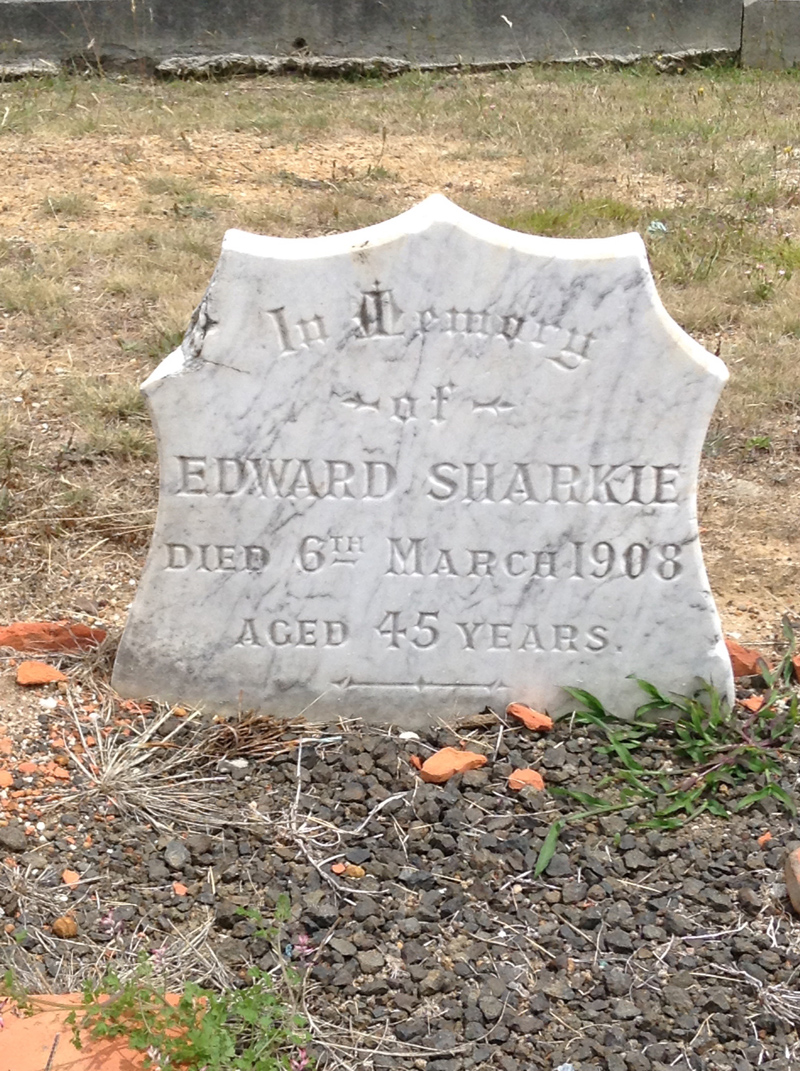 In Memory
of
EDWARD SHARKIE
DIED 6TH MARCH 1908
AGED 45 YEARS.